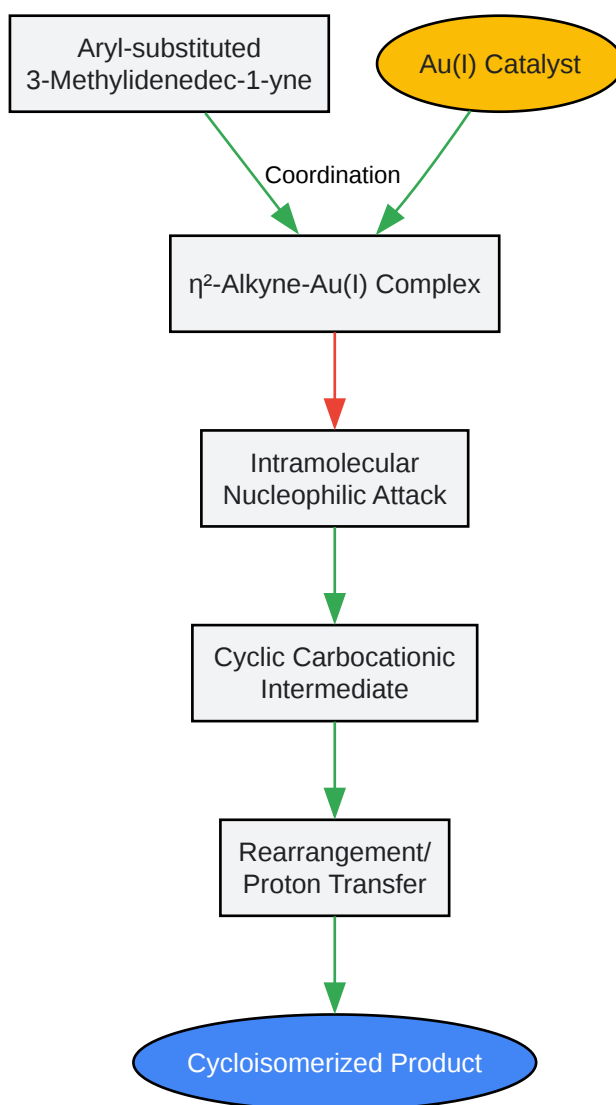 Aryl-substituted
3-Methylidenedec-1-yne
Au(I) Catalyst
Coordination
η²-Alkyne-Au(I) Complex
Intramolecular
Nucleophilic Attack
Cyclic Carbocationic
Intermediate
Rearrangement/
Proton Transfer
Cycloisomerized Product